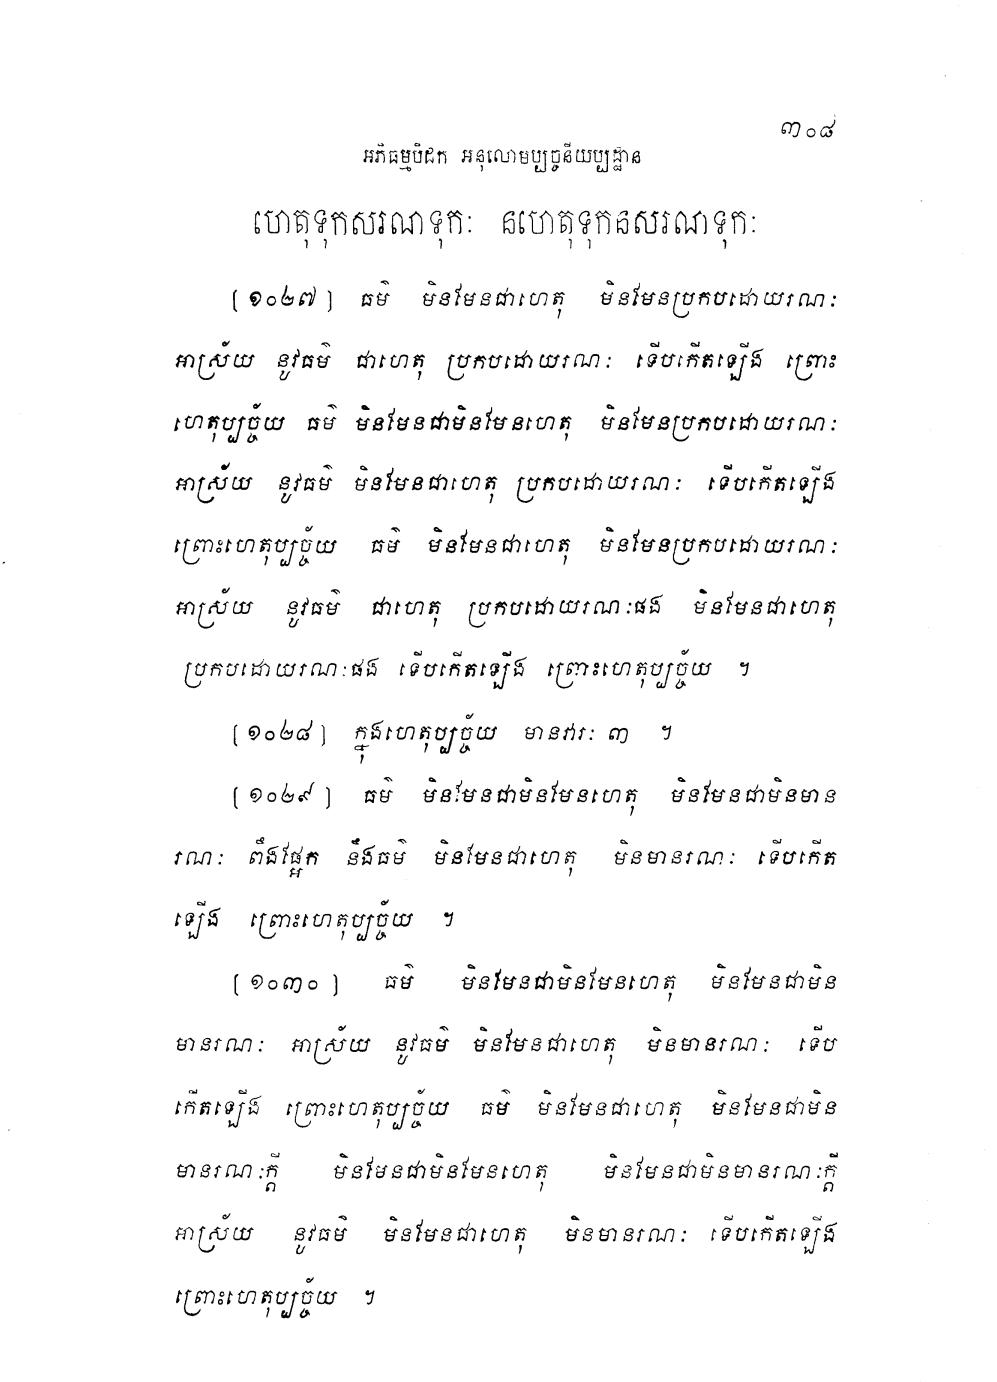 ៣០៨
អភិធម្មបិដក អនុលោមប្បច្ចនីយប្បដ្ឋាន
ហេតុទុកសរណទុកៈ នហេតុទុកនសរណទុកៈ
[១០២៧] ធម៌ មិនមែនជាហេតុ មិនមែនប្រកបដោយរណៈ
អាស្រ័យ នូវធម៌ ជាហេតុ ប្រកបដោយរណៈ ទើបកើតឡើង ព្រោះ
ហេតុប្បច្ច័យ ធម៌ មិនមែនជាមិនមែនហេតុ មិនមែនប្រកបដោយរណៈ
អាស្រ័យ នូវធម៌ មិនមែនជាហេតុ ប្រកបដោយរណៈ ទើបកើតឡើង
ព្រោះហេតុប្បច្ច័យ ធម៌ មិនមែនជាហេតុ មិនមែនប្រកបដោយរណៈ
អាស្រ័យ នូវធម៌ ជាហេតុ ប្រកបដោយរណៈផង មិនមែនជាហេតុ
ប្រកបដោយរណៈផង ទើបកើតឡើង ព្រោះហេតុប្បច្ច័យ ។
[១០២៨] ក្នុងហេតុប្បច្ច័យ មានវារៈ ៣ ។
[១០២៩] ធម៌ មិនមែនជាមិនមែនហេតុ មិនមែនជាមិនមាន
រណៈ ពឹងផ្អែក នឹងធម៌ មិនមែនជាហេតុ មិនមានរណៈ ទើបកើត
ឡើង ព្រោះហេតុប្បច្ច័យ ។
[១០៣០] ធម៌ មិនមែនជាមិនមែនហេតុ មិនមែនជាមិន
មានរណៈ អាស្រ័យ នូវធម៌ មិនមែនជាហេតុ មិនមានរណៈ ទើប
កើតឡើង ព្រោះហេតុប្បច្ច័យ ធម៌ មិនមែនជាហេតុ មិនមែនជាមិន
មានរណៈក្ដី មិនមែនជាមិនមែនហេតុ មិនមែនជាមិនមានរណៈក្ដី
អាស្រ័យ នូវធម៌ មិនមែនជាហេតុ មិនមានរណៈ ទើបកើតឡើង
ព្រោះហេតុប្បច្ច័យ ។